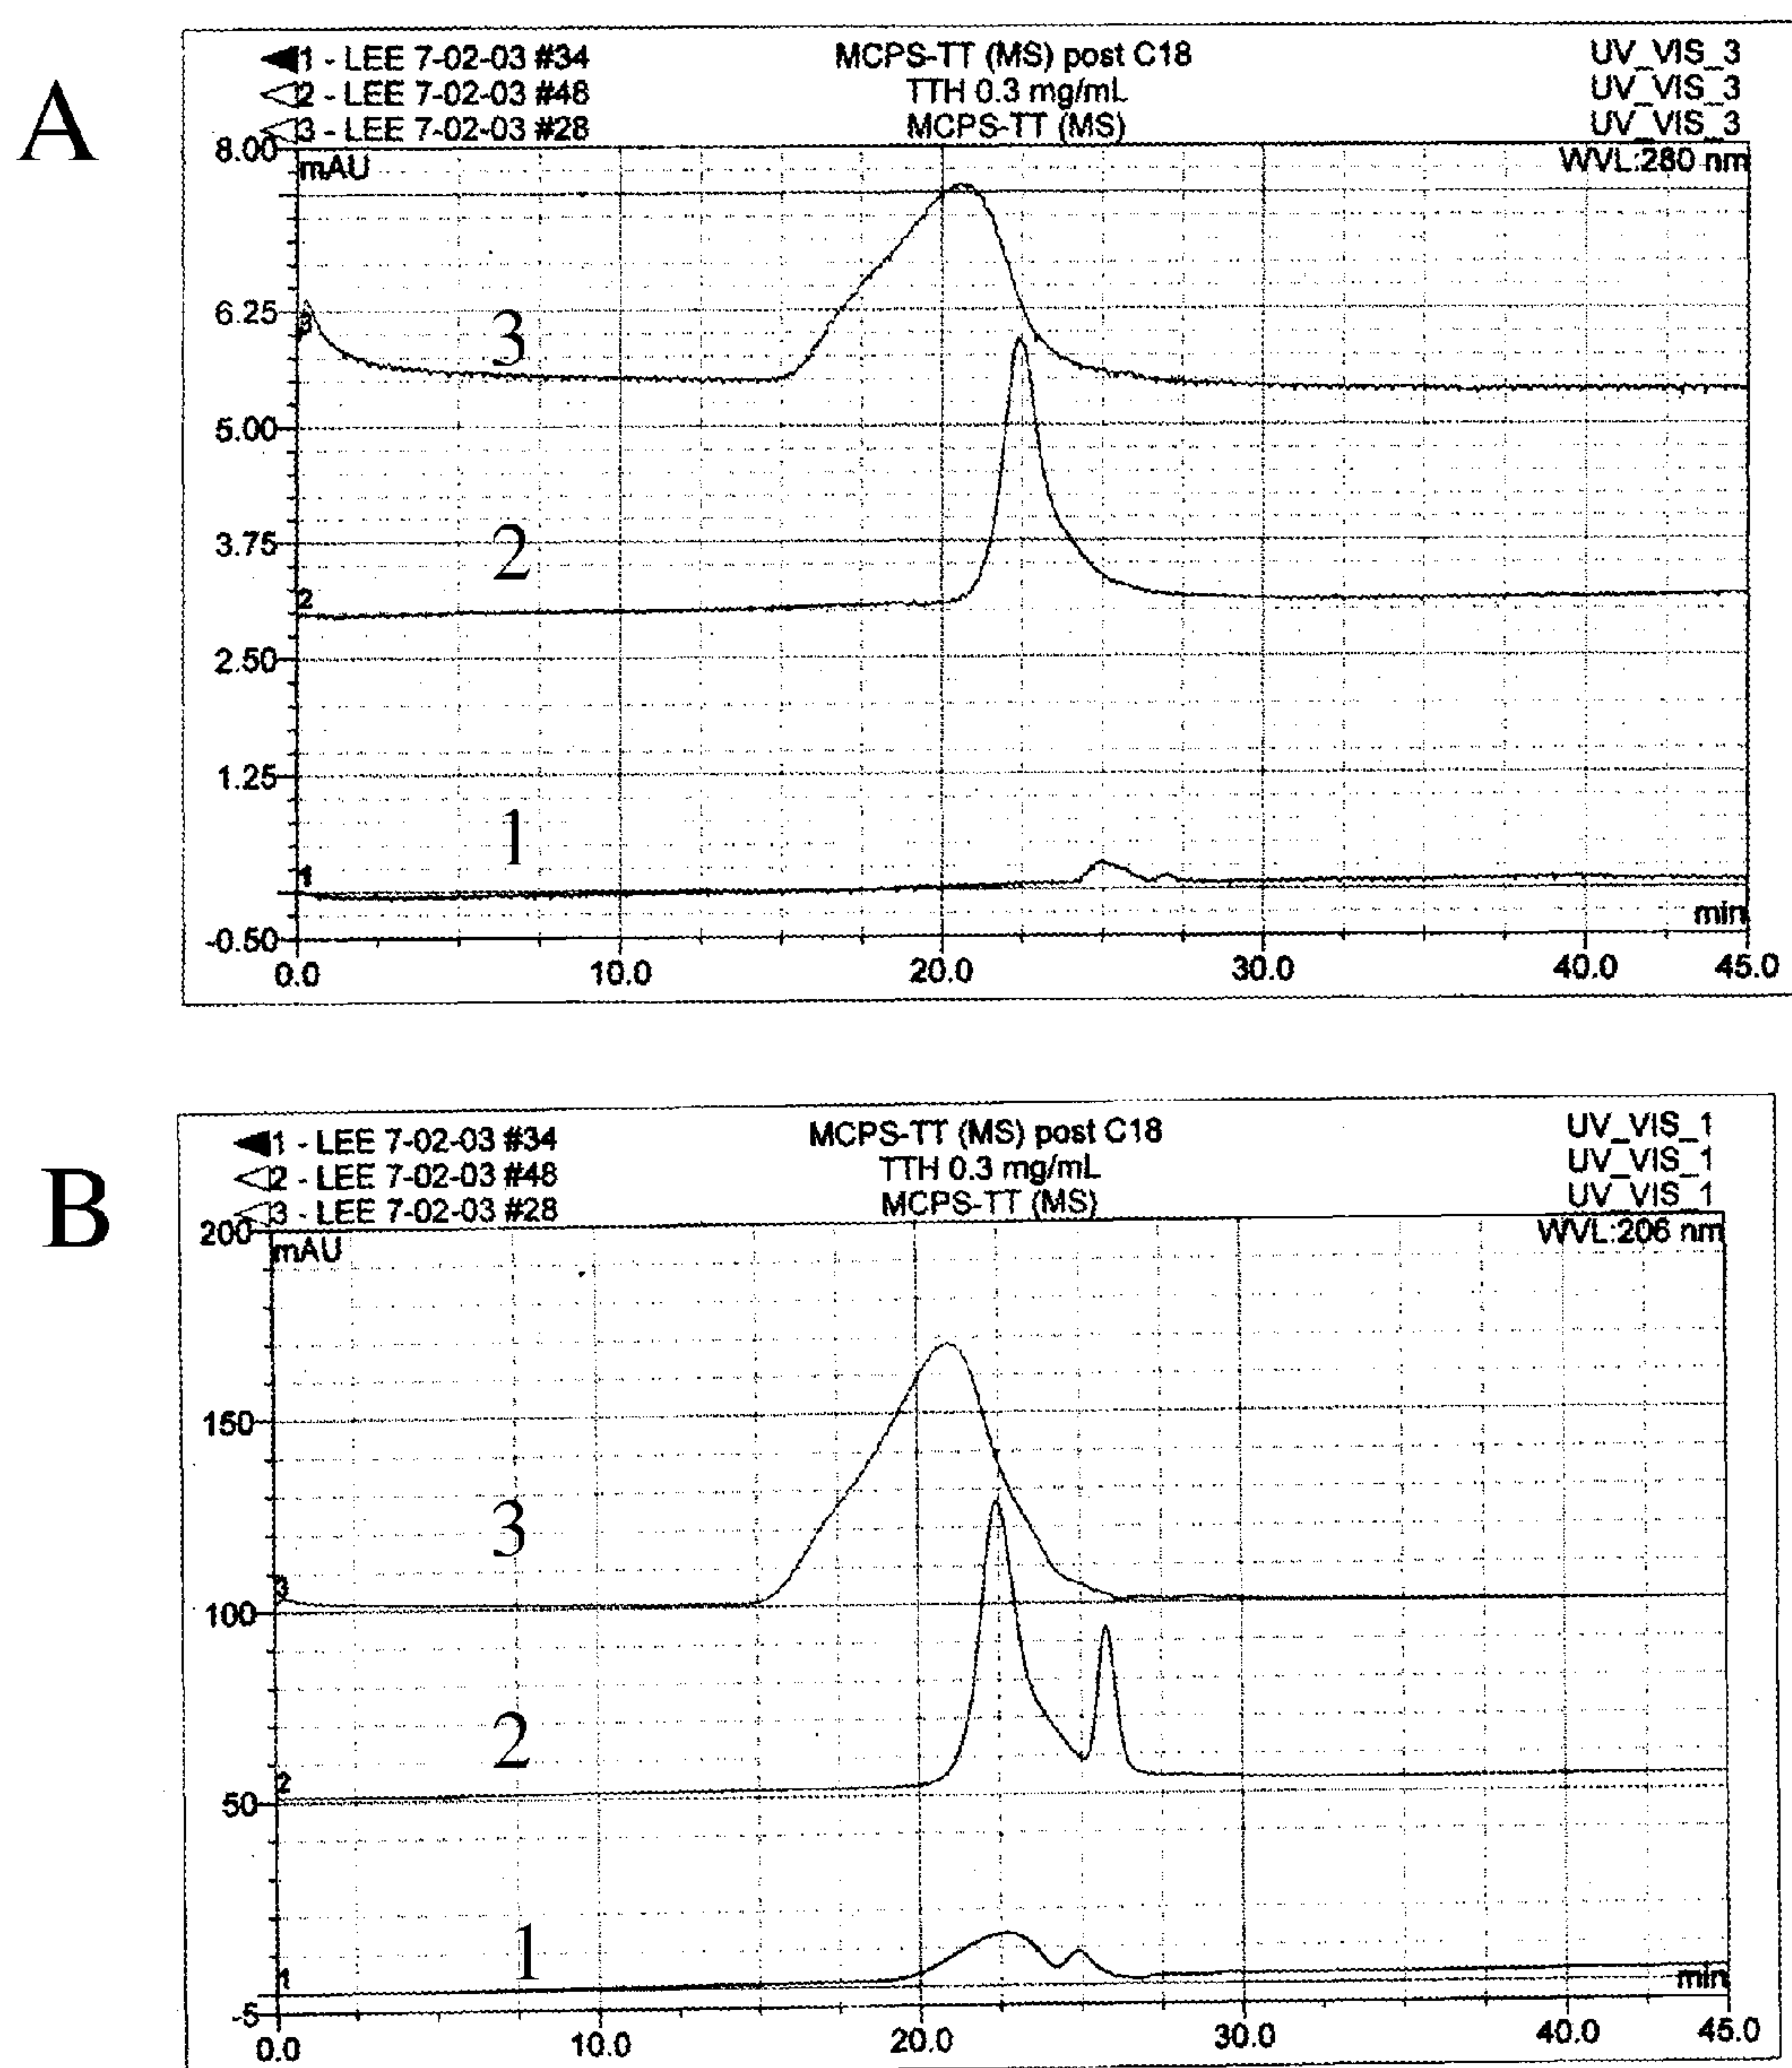 A
1 - LEE 7-02-03 #34 MCPS-TT (MS) post C18 UV_VIS_3
2 - LEE 7-02-03 #48 TTH 0.3 mg/mL UV_VIS_3
3 - LEE 7-02-03 #28 MCPS-TT (MS) UV_VIS_3
8.00 mAU WVL:280 nm
6.25 3
3
5.00
3.75 2
2
2.50
1.25
1
1
min
-0.50
0.0 10.0 20.0 30.0 40.0 45.0
B
1 - LEE 7-02-03 #34 MCPS-TT (MS) post C18 UV_VIS_1
2 - LEE 7-02-03 #48 TTH 0.3 mg/mL UV_VIS_1
3 - LEE 7-02-03 #28 MCPS-TT (MS) UV_VIS_1
200 mAU WVL:206 nm
150
3
3
100
2
2
50
1
1
min
-5
0.0 10.0 20.0 30.0 40.0 45.0